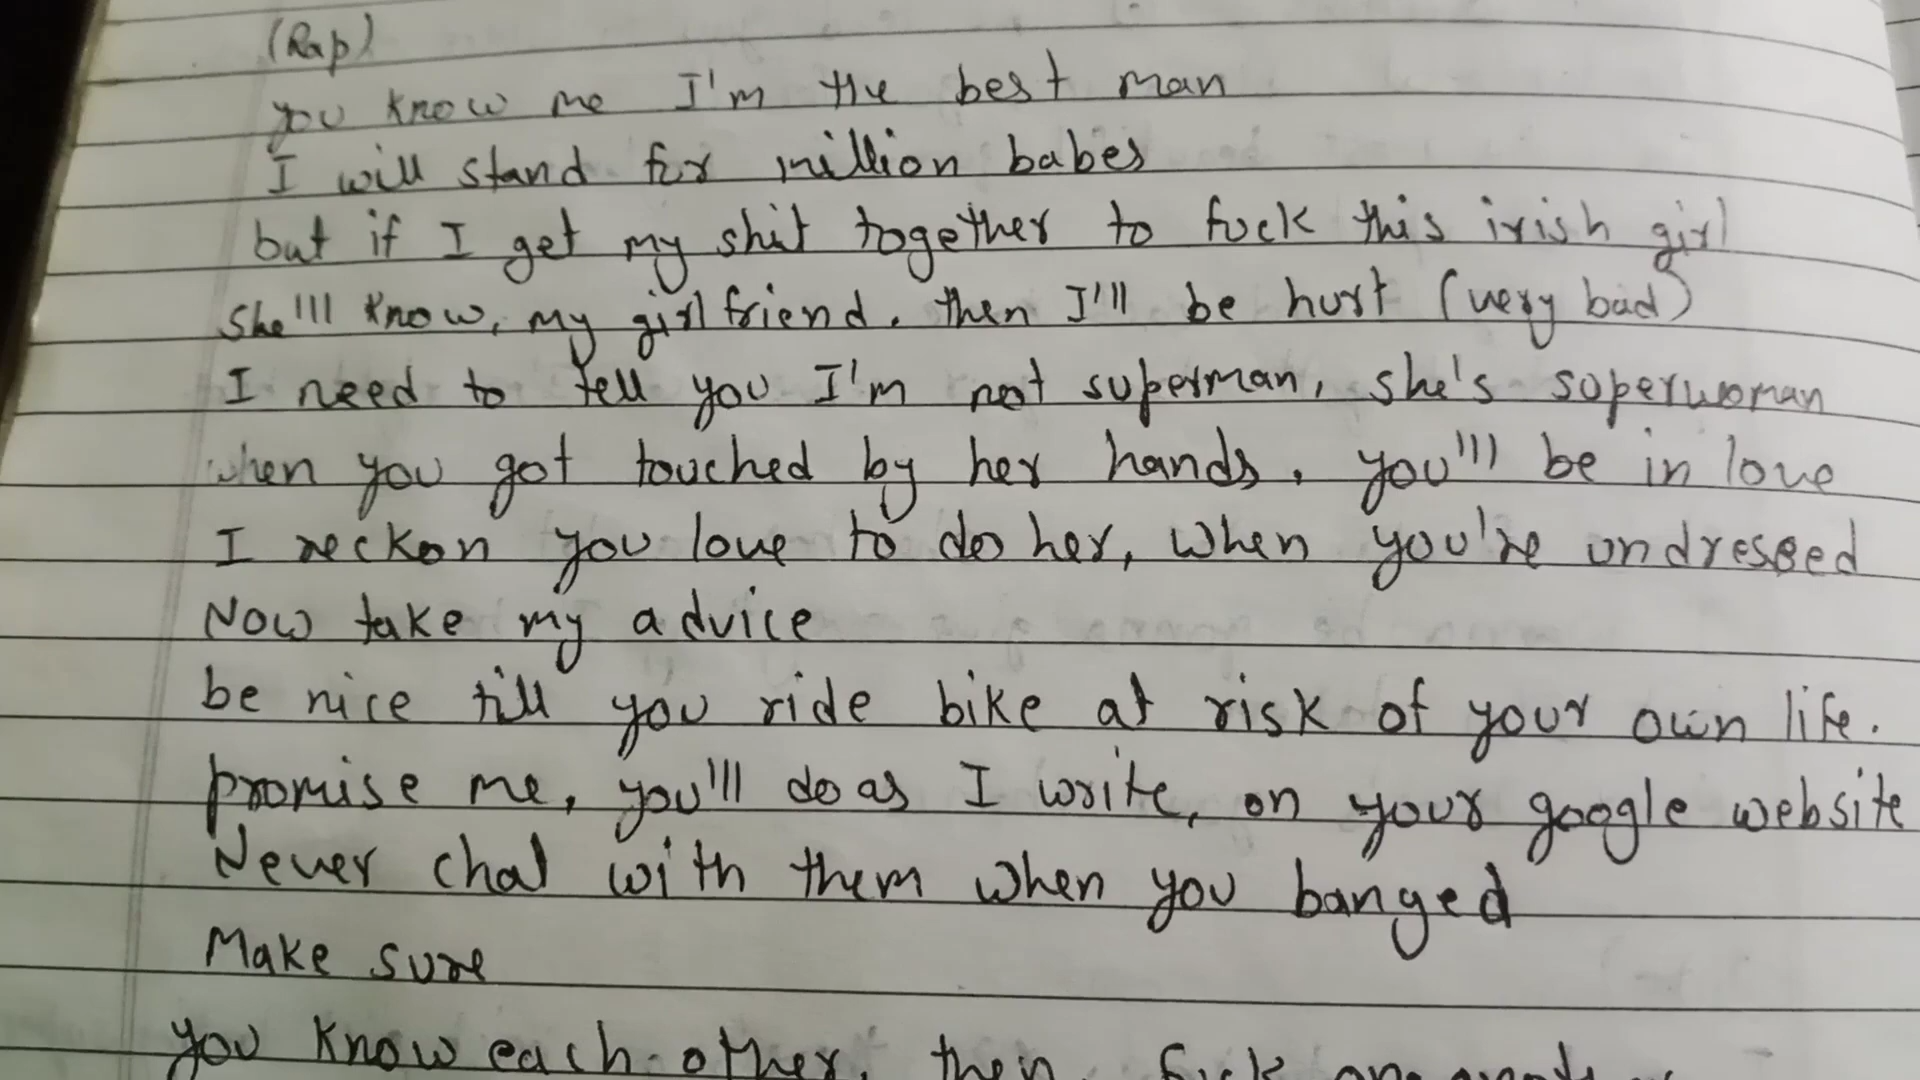 (Rap)
you know me I'm the best man
I will stand for million babes
but if I get my shit together to fuck this irish girl
she'll know, my girlfriend. then I'll be hurt (very bad)
I need to tell you I'm not superman, she's superwoman
when you got touched by her hands, you'll be in love
I reckon you love to do her, when you're undressed
Now take my advice
be nice till you ride bike at risk of your own life.
promise me, you'll do as I write, on your google website
Never chat with them when you banged
Make sure
you know each other, then fuck